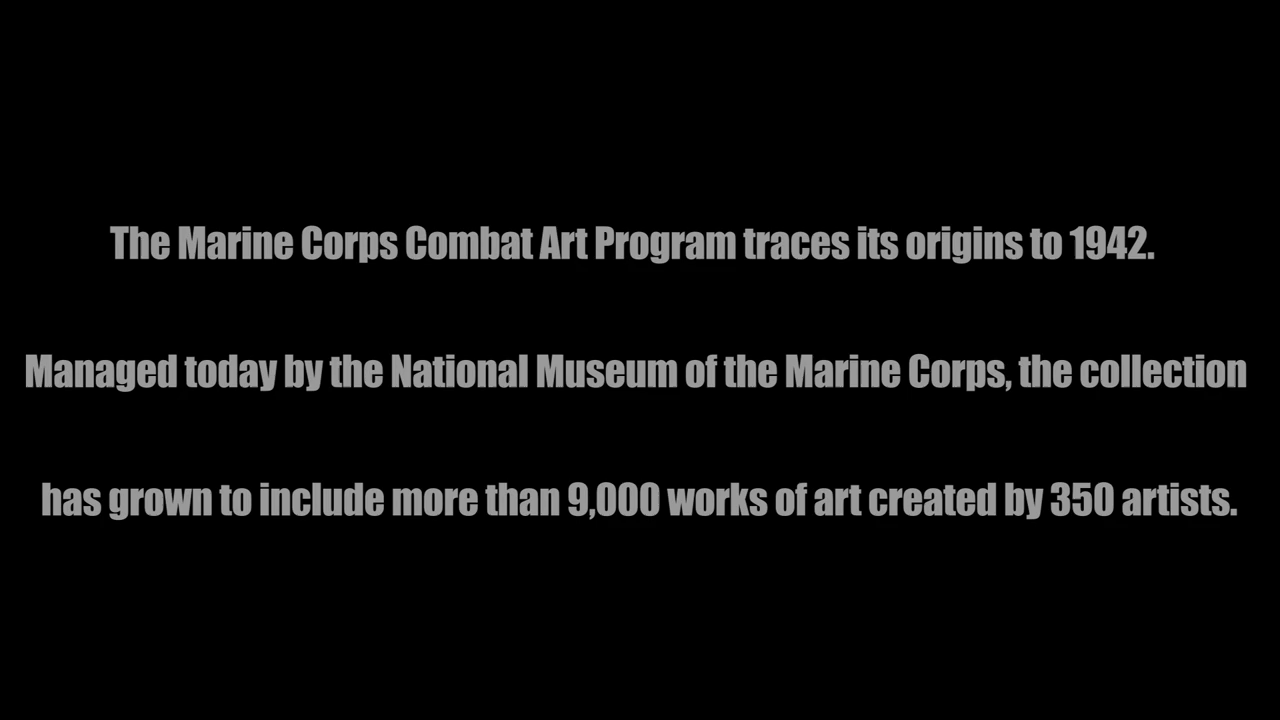 The Marine Corps Combat Art Program traces its origins to 1942.
Managed today by the National Museum of the Marine Corps, the collection
has grown to include more than 9,000 works of art created by 350 artists.